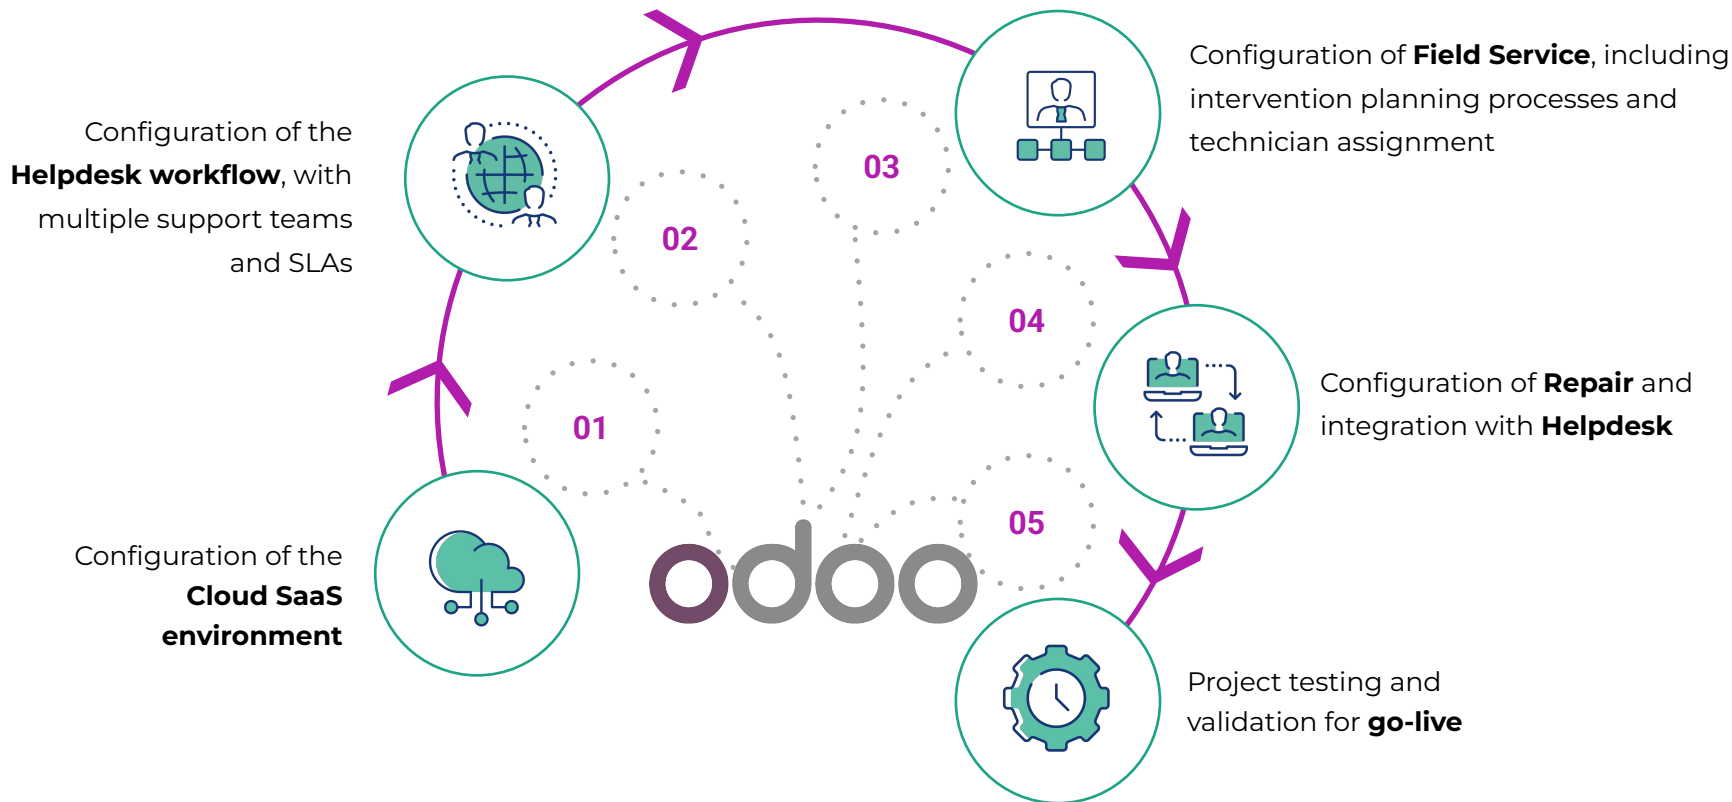 01
Configuration of the
Cloud SaaS
environment
02
Configuration of the
Helpdesk workflow, with
multiple support teams
and SLAs
03
Configuration of Field Service, including
intervention planning processes and
technician assignment
04
Configuration of Repair and
integration with Helpdesk
05
Project testing and
validation for go-live
odoo